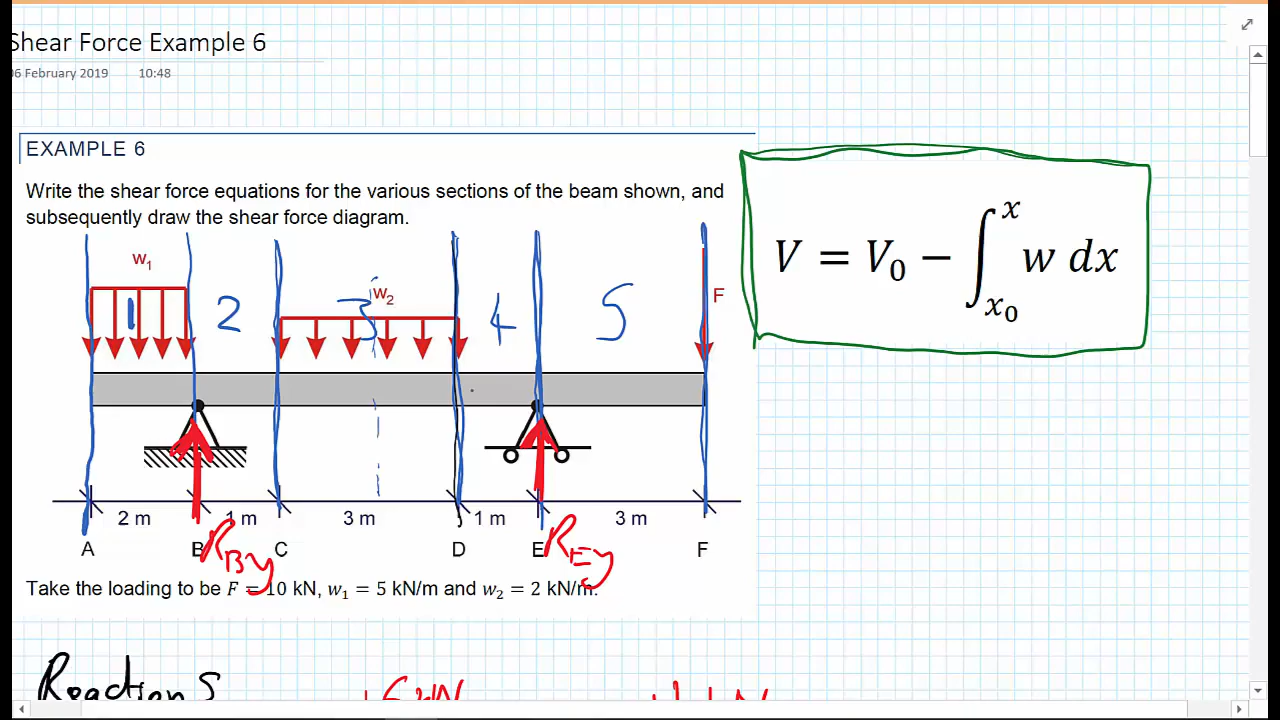 Shear Force Example 6
06 February 2019 10:48
EXAMPLE 6
Write the shear force equations for the various sections of the beam shown, and
subsequently draw the shear force diagram.
w₁
1 2 3 w₂ 4 5 F
V = V₀ − ∫ₓ₀ˣ w dx
2 m 1 m 3 m 1 m 3 m
A B C D E F
R_By R_Ey
Take the loading to be F = 10 kN, w₁ = 5 kN/m and w₂ = 2 kN/m.
Reactions